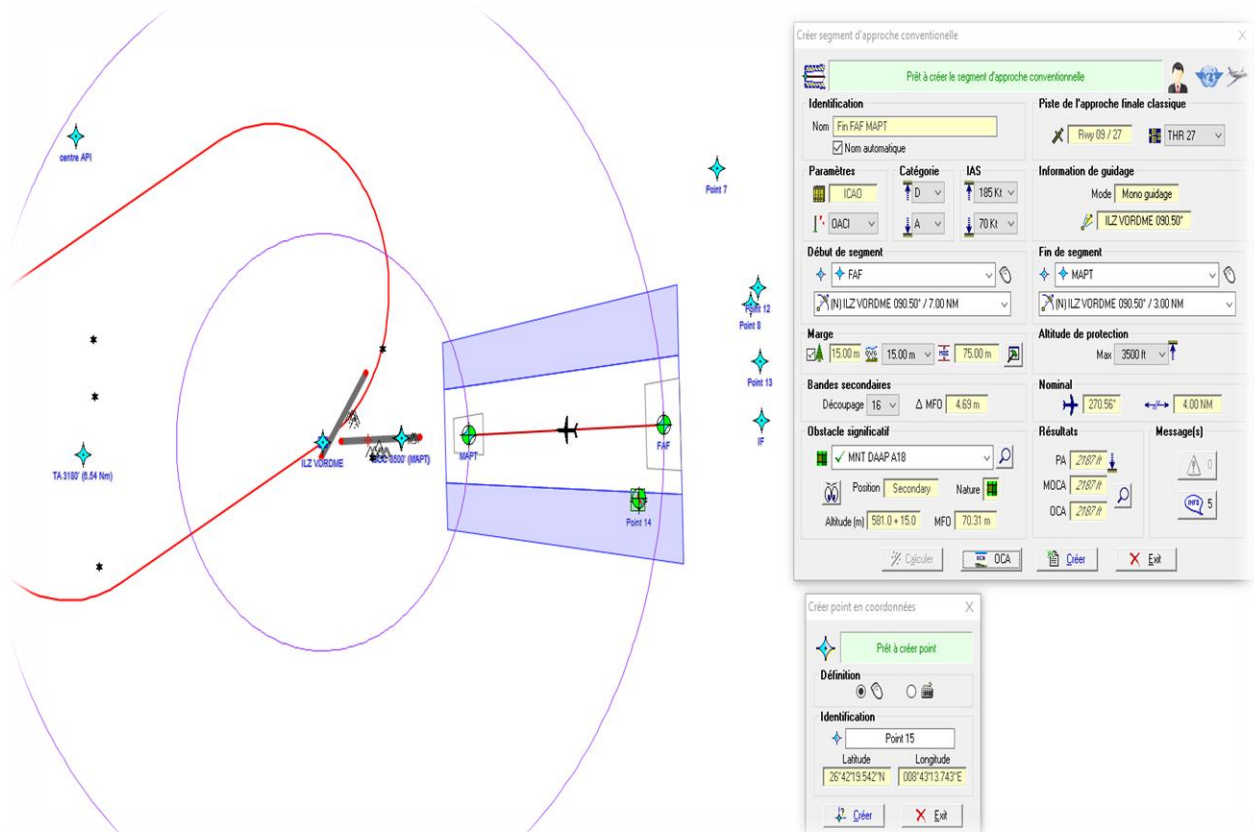 centre API
Point 7
Point 12
Point 8
Point 13
IF
TA 3180' (6.54 Nm)
ILZ VORDME
(MAPT)
MAPT
FAF
Point 14
Créer segment d'approche conventionelle
Prêt à créer le segment d'approche conventionelle
Identification
Nom Fin FAF MAPT
Nom automatique
Piste de l'approche finale classique
Rwy 09 / 27 THR 27
Paramètres Catégorie IAS
ICAO D 185 Kt
OACI A 70 Kt
Information de guidage
Mode Mono guidage
ILZ VORDME 090.50°
Début de segment
FAF
(N) ILZ VORDME 090.50° / 7.00 NM
Fin de segment
MAPT
(N) ILZ VORDME 090.50° / 3.00 NM
Marge
15.00 m 15.00 m 75.00 m
Altitude de protection
Max 3500 ft
Bandes secondaires
Découpage 16 Δ MFO 4.69 m
Nominal
270.56° 4.00 NM
Obstacle significatif
MNT DAAP A18
Position Secondary Nature
Altitude (m) 581.0 + 15.0 MFO 70.31 m
Résultats
PA 2187 ft
MOCA 2187 ft
OCA 2187 ft
Message(s)
0
INFO 5
Calculer OCA Créer Exit
Créer point en coordonnées
Prêt à créer point
Définition
Identification
Point 15
Latitude Longitude
26°42'19.542"N 008°43'13.743"E
Créer Exit